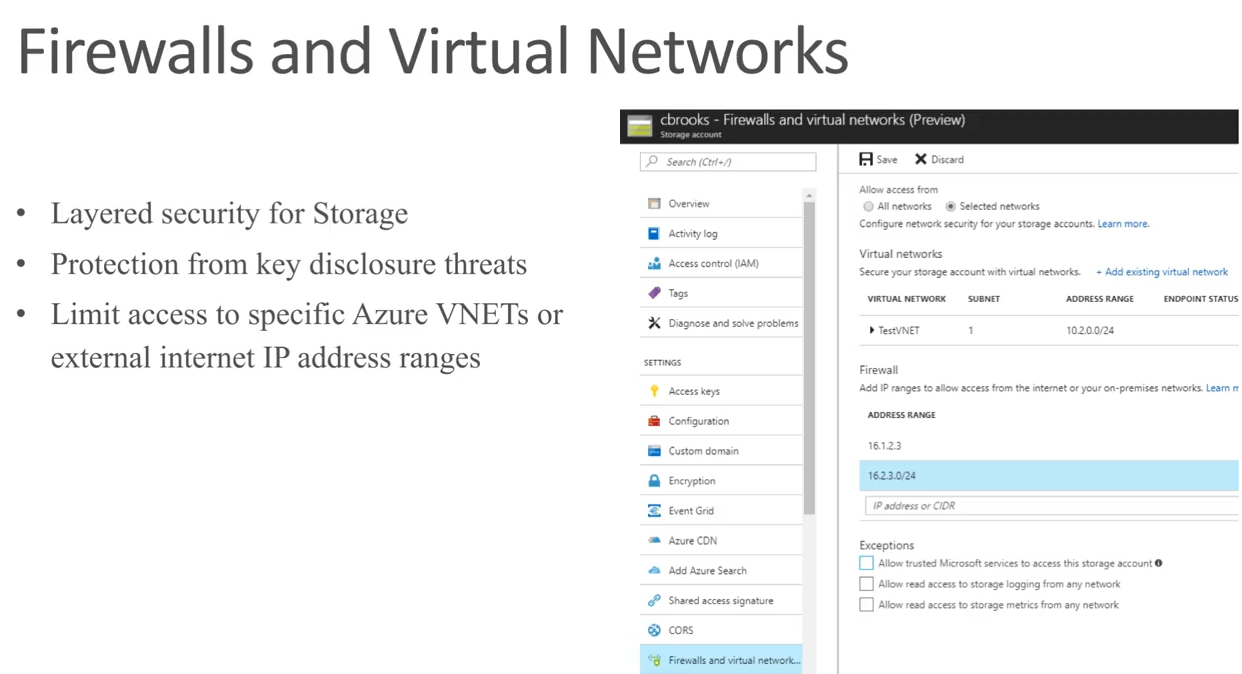 Firewalls and Virtual Networks
• Layered security for Storage
• Protection from key disclosure threats
• Limit access to specific Azure VNETs or
external internet IP address ranges
cbrooks - Firewalls and virtual networks (Preview)
Storage account
Search (Ctrl+/)
Overview
Activity log
Access control (IAM)
Tags
Diagnose and solve problems
SETTINGS
Access keys
Configuration
Custom domain
Encryption
Event Grid
Azure CDN
Add Azure Search
Shared access signature
CORS
Firewalls and virtual network...
Save Discard
Allow access from
All networks Selected networks
Configure network security for your storage accounts. Learn more.
Virtual networks
Secure your storage account with virtual networks. + Add existing virtual network
VIRTUAL NETWORK SUBNET ADDRESS RANGE ENDPOINT STATUS
TestVNET 1 10.2.0.0/24
Firewall
Add IP ranges to allow access from the internet or your on-premises networks. Learn m
ADDRESS RANGE
16.1.2.3
16.2.3.0/24
IP address or CIDR
Exceptions
Allow trusted Microsoft services to access this storage account
Allow read access to storage logging from any network
Allow read access to storage metrics from any network